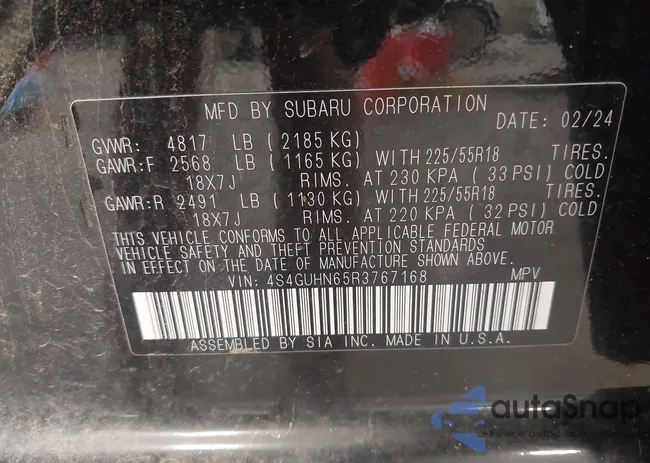 MFD BY SUBARU CORPORATION
DATE: 02/24
GVWR: 4817 LB ( 2185 KG)
GAWR:F 2568 LB ( 1165 KG) WITH 225/55R18 TIRES.
18X7J RIMS. AT 230 KPA ( 33 PSI) COLD
GAWR:R 2491 LB ( 1130 KG) WITH 225/55R18 TIRES.
18X7J RIMS. AT 220 KPA ( 32 PSI) COLD
THIS VEHICLE CONFORMS TO ALL APPLICABLE FEDERAL MOTOR
VEHICLE SAFETY AND THEFT PREVENTION STANDARDS
IN EFFECT ON THE DATE OF MANUFACTURE SHOWN ABOVE.
VIN: 4S4GUHN65R3767168 MPV
ASSEMBLED BY SIA INC. MADE IN U.S.A.
autaSnap